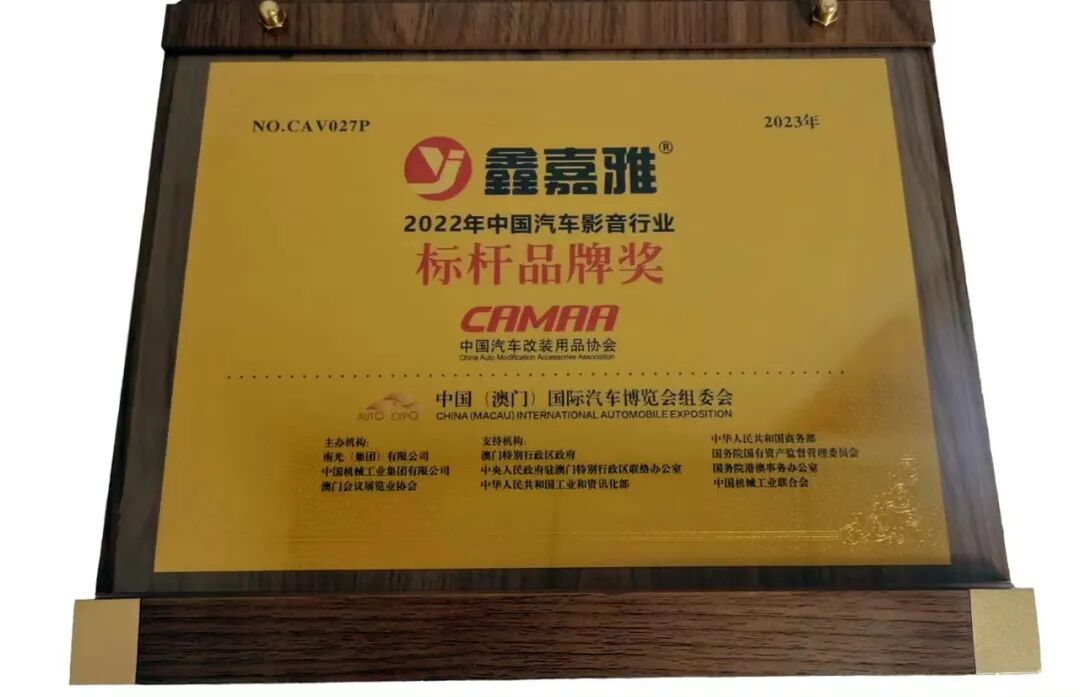 NO.CAV027P
2023年
鑫嘉雅®
2022年中国汽车影音行业
标杆品牌奖
CAMAA
中国汽车改装用品协会
China Auto Modification Accessories Association
中国（澳门）国际汽车博览会组委会
AUTO EXPO
CHINA (MACAU) INTERNATIONAL AUTOMOBILE EXPOSITION
主办机构:
南光（集团）有限公司
中国机械工业集团有限公司
澳门会议展览业协会
支持机构:
澳门特别行政区政府
中央人民政府驻澳门特别行政区联络办公室
中华人民共和国工业和资讯化部
中华人民共和国商务部
国务院国有资产监督管理委员会
国务院港澳事务办公室
中国机械工业联合会